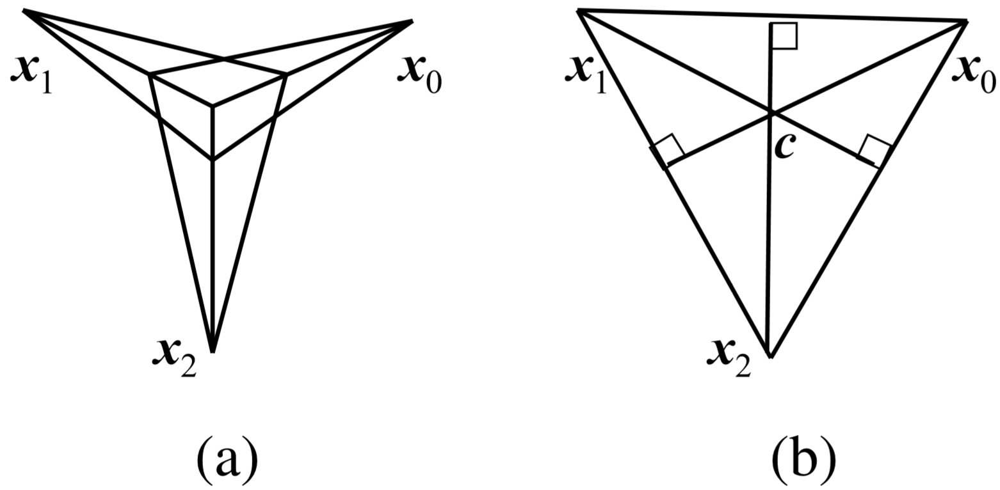 x₁ x₀ x₁ x₀
c
x₂ x₂
(a) (b)